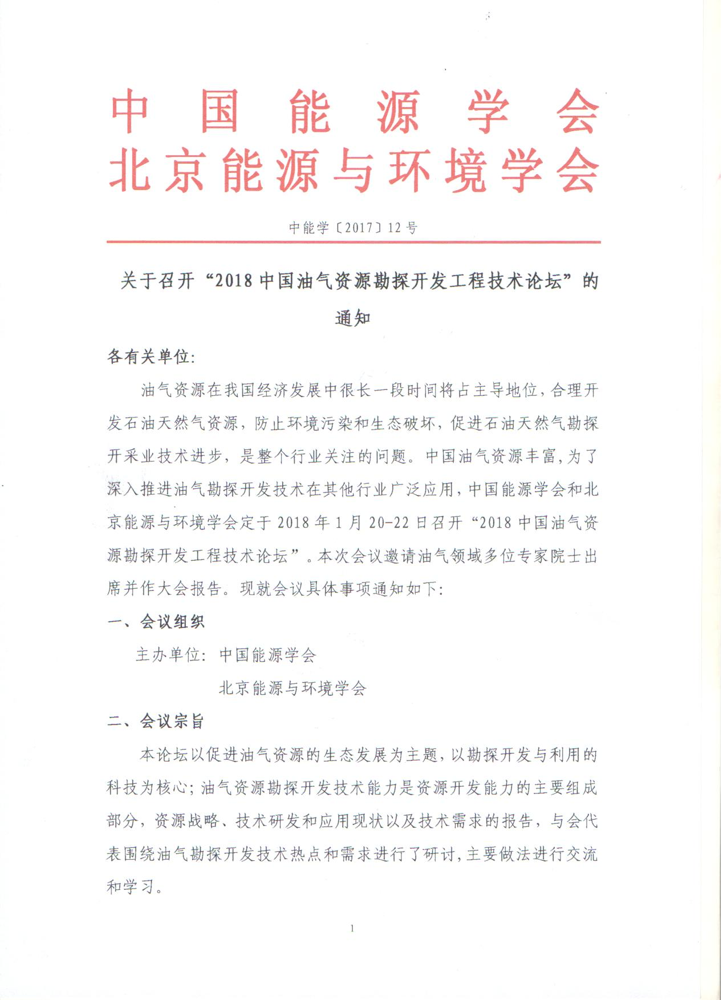 中国能源学会
北京能源与环境学会
中能学〔2017〕12号
关于召开“2018中国油气资源勘探开发工程技术论坛”的
通知
各有关单位:
油气资源在我国经济发展中很长一段时间将占主导地位,合理开
发石油天然气资源,防止环境污染和生态破坏,促进石油天然气勘探
开采业技术进步,是整个行业关注的问题。中国油气资源丰富,为了
深入推进油气勘探开发技术在其他行业广泛应用,中国能源学会和北
京能源与环境学会定于2018年1月20-22日召开“2018中国油气资
源勘探开发工程技术论坛”。本次会议邀请油气领域多位专家院士出
席并作大会报告。现就会议具体事项通知如下:
一、会议组织
主办单位:中国能源学会
北京能源与环境学会
二、会议宗旨
本论坛以促进油气资源的生态发展为主题,以勘探开发与利用的
科技为核心;油气资源勘探开发技术能力是资源开发能力的主要组成
部分,资源战略、技术研发和应用现状以及技术需求的报告,与会代
表围绕油气勘探开发技术热点和需求进行了研讨,主要做法进行交流
和学习。
1